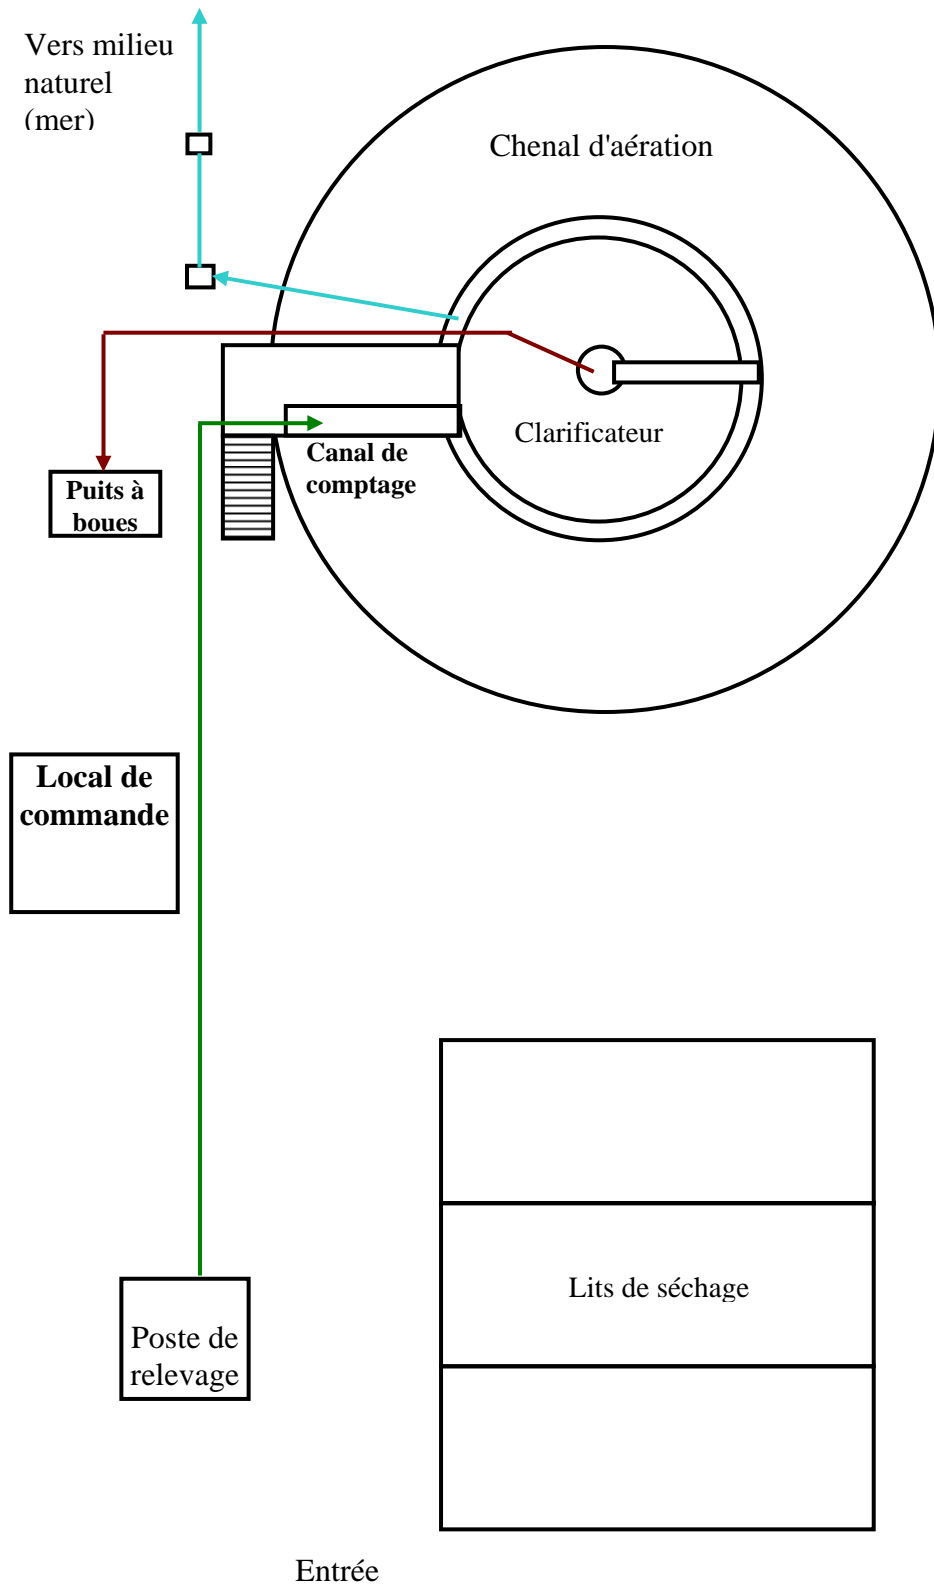 Vers milieu
naturel
(mer)
Chenal d'aération
Clarificateur
Canal de
comptage
Puits à
boues
Local de
commande
Lits de séchage
Poste de
relevage
Entrée